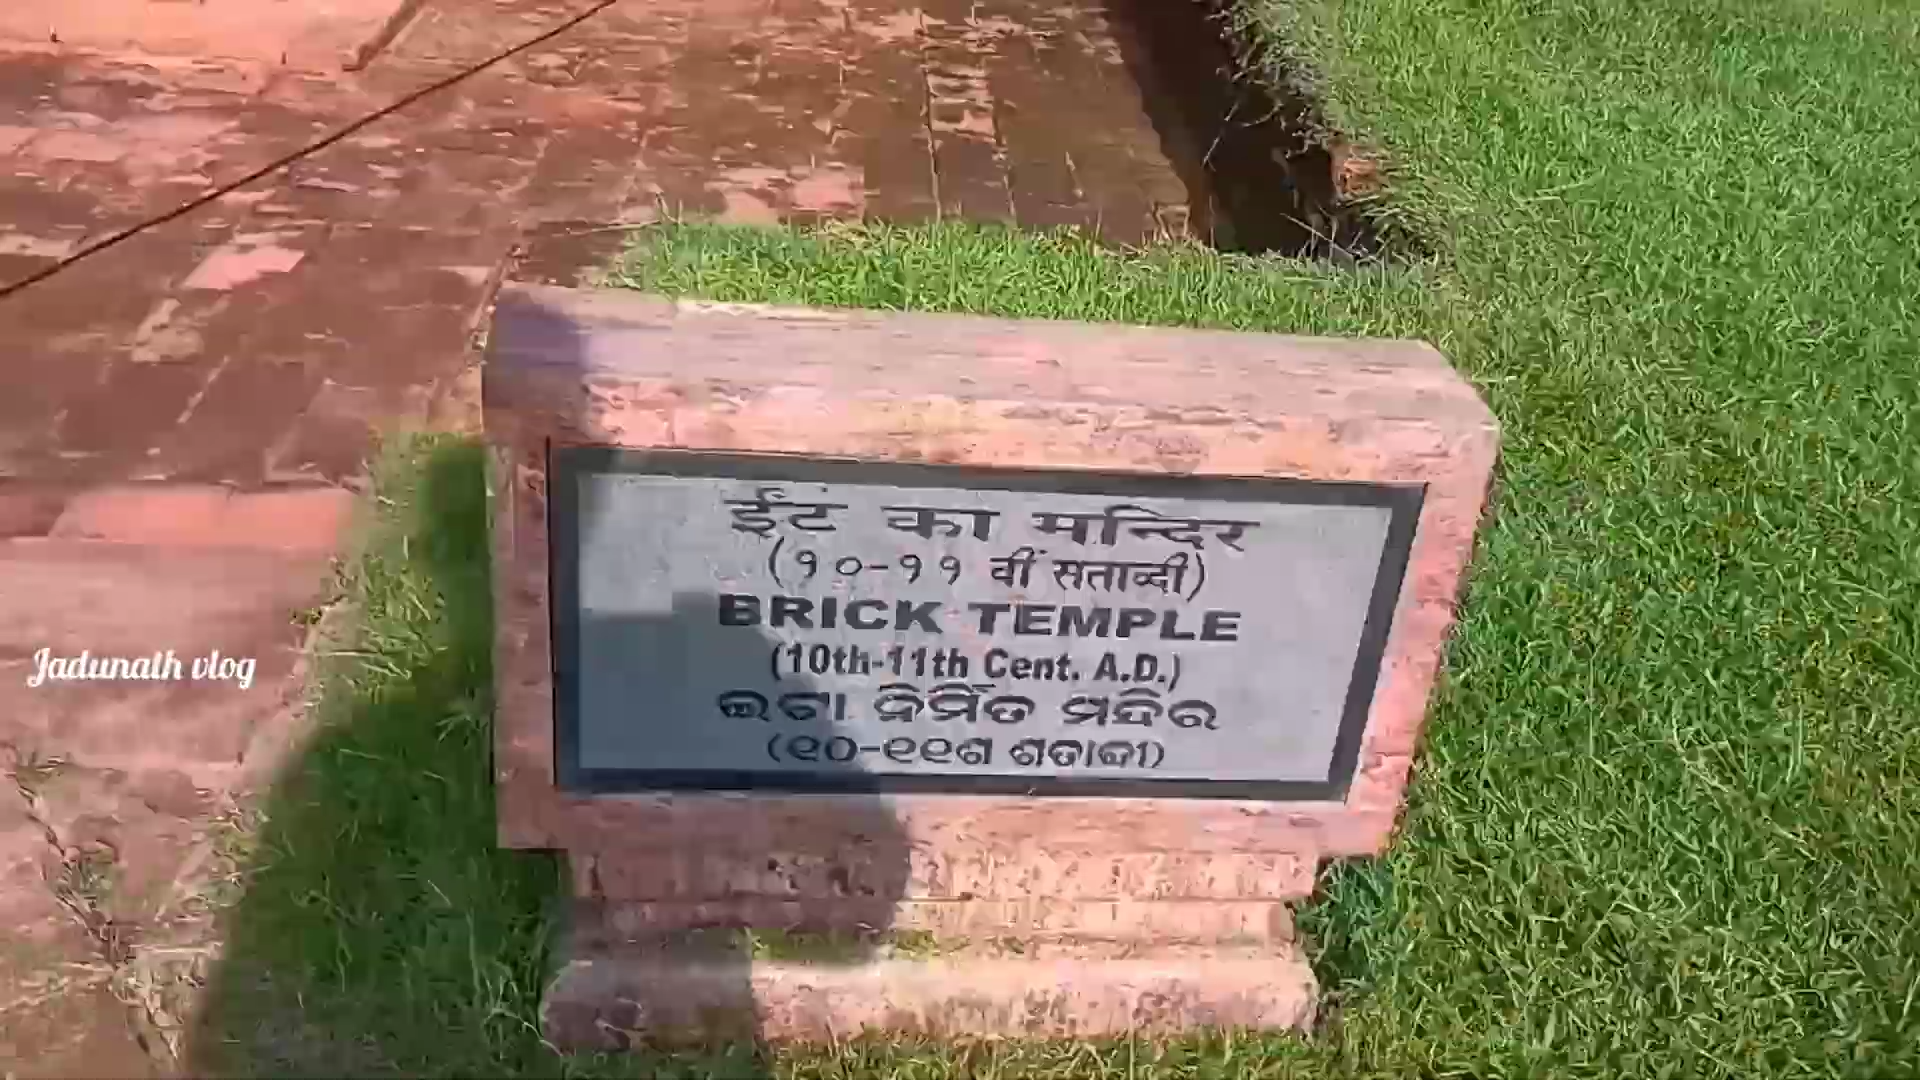 ईंट का मन्दिर
(१०-११ वीं सताब्दी)
BRICK TEMPLE
(10th-11th Cent. A.D.)
ଇଟା ନିର୍ମିତ ମନ୍ଦିର
(୧୦-୧୧ଶ ଶତାବ୍ଦୀ)
Jadunath vlog